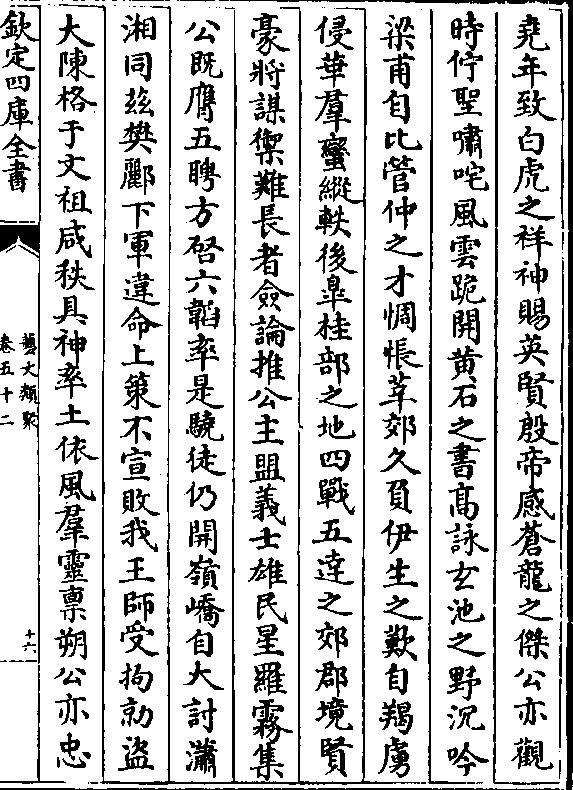 堯年致白虎之祥神賜英賢殷帝感蒼龍之傑公亦觀
時佇聖嘯咤風雲跪開黄石之書高詠玄池之野沉吟
梁甫自比管仲之才惆悵莘郊久負伊生之歎自羯虜
侵華羣蠻縱軼後臯桂部之地四戰五達之郊郡境賢
豪將謀禦難長者僉論推公主盟義士雄民星羅霧集
公既膺五聘方啓六韜率是驍徒仍開嶺嶠自大討瀟
湘同兹樊酈下軍違命上策不宣敗我王師受拘勍盜
大陳格于文祖咸秩具神率土依風羣靈禀朔公亦忠
欽定四庫全書
藝文類聚
卷五十二
十六